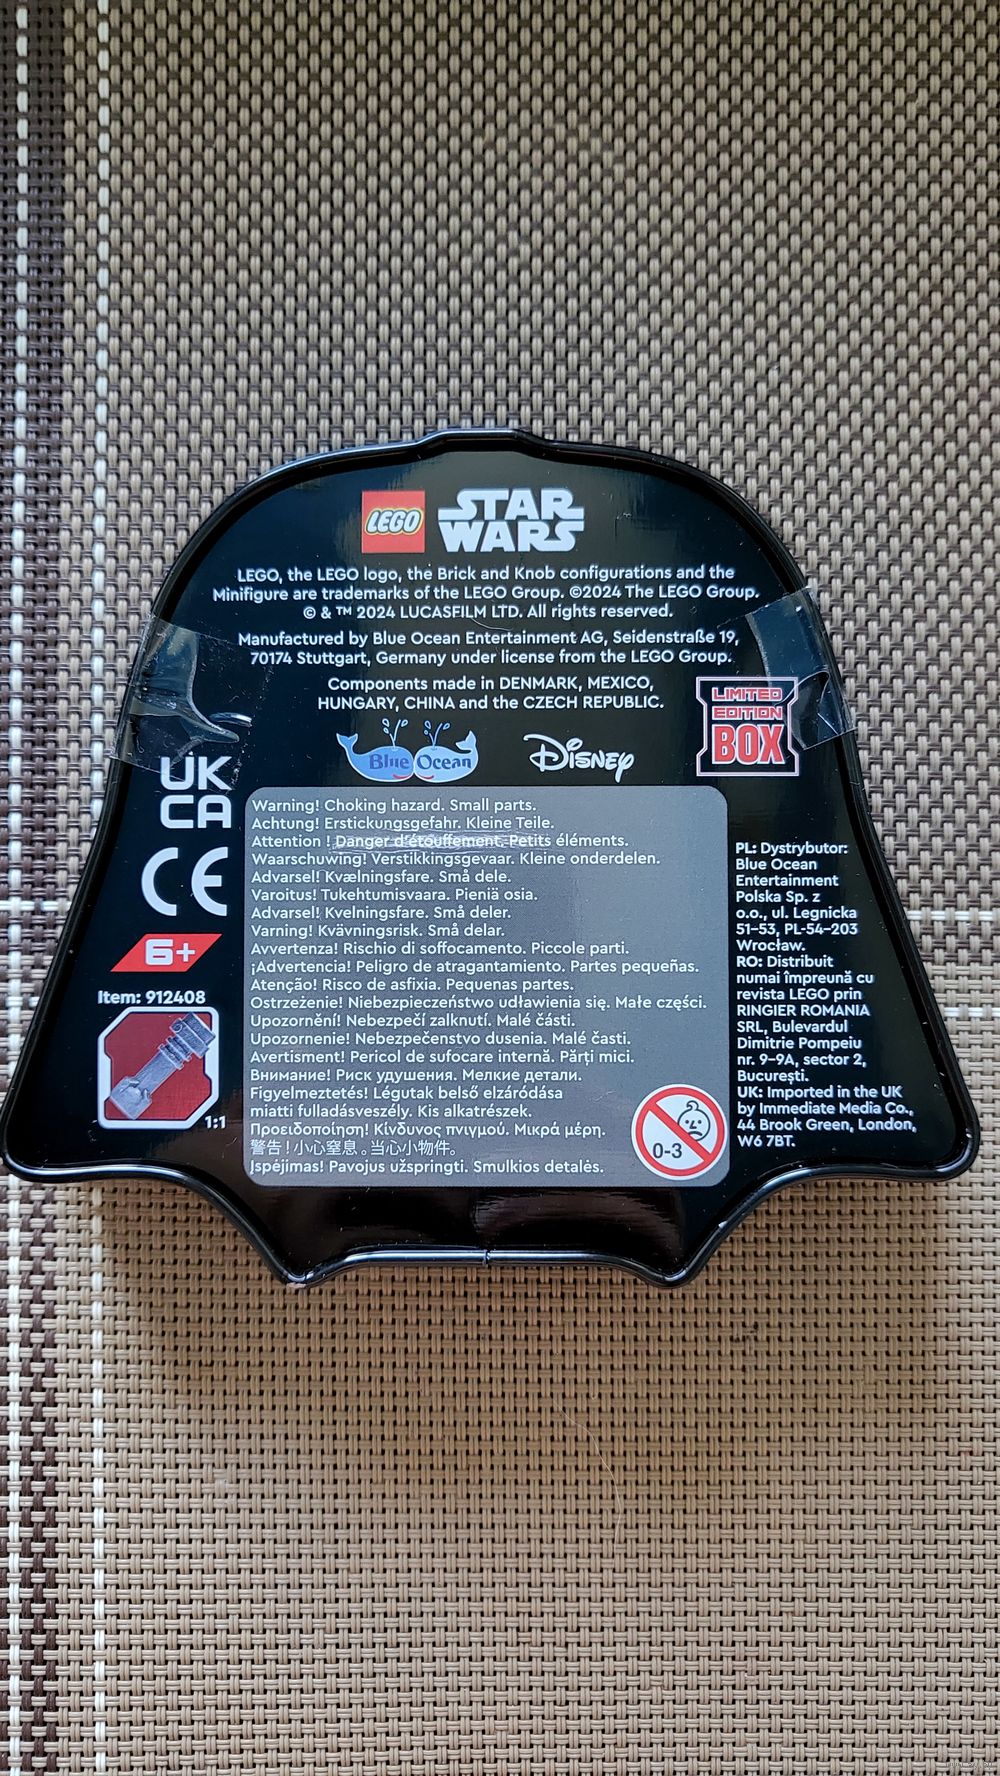 LEGO
STAR
WARS
LEGO, the LEGO logo, the Brick and Knob configurations and the
Minifigure are trademarks of the LEGO Group. ©2024 The LEGO Group.
© & ™ 2024 LUCASFILM LTD. All rights reserved.
Manufactured by Blue Ocean Entertainment AG, Seidenstraße 19,
70174 Stuttgart, Germany under license from the LEGO Group.
Components made in DENMARK, MEXICO,
HUNGARY, CHINA and the CZECH REPUBLIC.
Blue Ocean
Disney
LIMITED
EDITION
BOX
UK
CA
CE
6+
Item: 912408
1:1
Warning! Choking hazard. Small parts.
Achtung! Erstickungsgefahr. Kleine Teile.
Attention ! Danger d'étouffement. Petits éléments.
Waarschuwing! Verstikkingsgevaar. Kleine onderdelen.
Advarsel! Kvælningsfare. Små dele.
Varoitus! Tukehtumisvaara. Pieniä osia.
Advarsel! Kvelningsfare. Små deler.
Varning! Kvävningsrisk. Små delar.
Avvertenza! Rischio di soffocamento. Piccole parti.
¡Advertencia! Peligro de atragantamiento. Partes pequeñas.
Atenção! Risco de asfixia. Pequenas partes.
Ostrzeżenie! Niebezpieczeństwo udławienia się. Małe części.
Upozornění! Nebezpečí zalknutí. Malé části.
Upozornenie! Nebezpečenstvo dusenia. Malé časti.
Avertisment! Pericol de sufocare internă. Părți mici.
Внимание! Риск удушения. Мелкие детали.
Figyelmeztetés! Légutak belső elzáródása
miatti fulladásveszély. Kis alkatrészek.
Προειδοποίηση! Κίνδυνος πνιγμού. Μικρά μέρη.
警告！小心窒息。当心小物件。
Įspėjimas! Pavojus užspringti. Smulkios detalės.
0-3
PL: Dystrybutor:
Blue Ocean
Entertainment
Polska Sp. z
o.o., ul. Legnicka
51-53, PL-54-203
Wrocław.
RO: Distribuit
numai împreună cu
revista LEGO prin
RINGIER ROMANIA
SRL, Bulevardul
Dimitrie Pompeiu
nr. 9-9A, sector 2,
București.
UK: Imported in the UK
by Immediate Media Co.,
44 Brook Green, London,
W6 7BT.